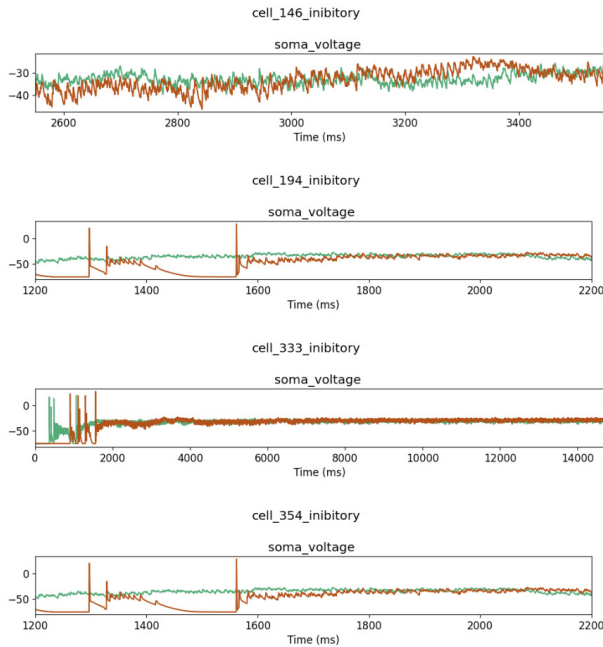 cell_146_inibitory
soma_voltage
−30
−40
2600 2800 3000 3200 3400
Time (ms)
cell_194_inibitory
soma_voltage
0
−50
1200 1400 1600 1800 2000 2200
Time (ms)
cell_333_inibitory
soma_voltage
0
−50
0 2000 4000 6000 8000 10000 12000 14000
Time (ms)
cell_354_inibitory
soma_voltage
0
−50
1200 1400 1600 1800 2000 2200
Time (ms)